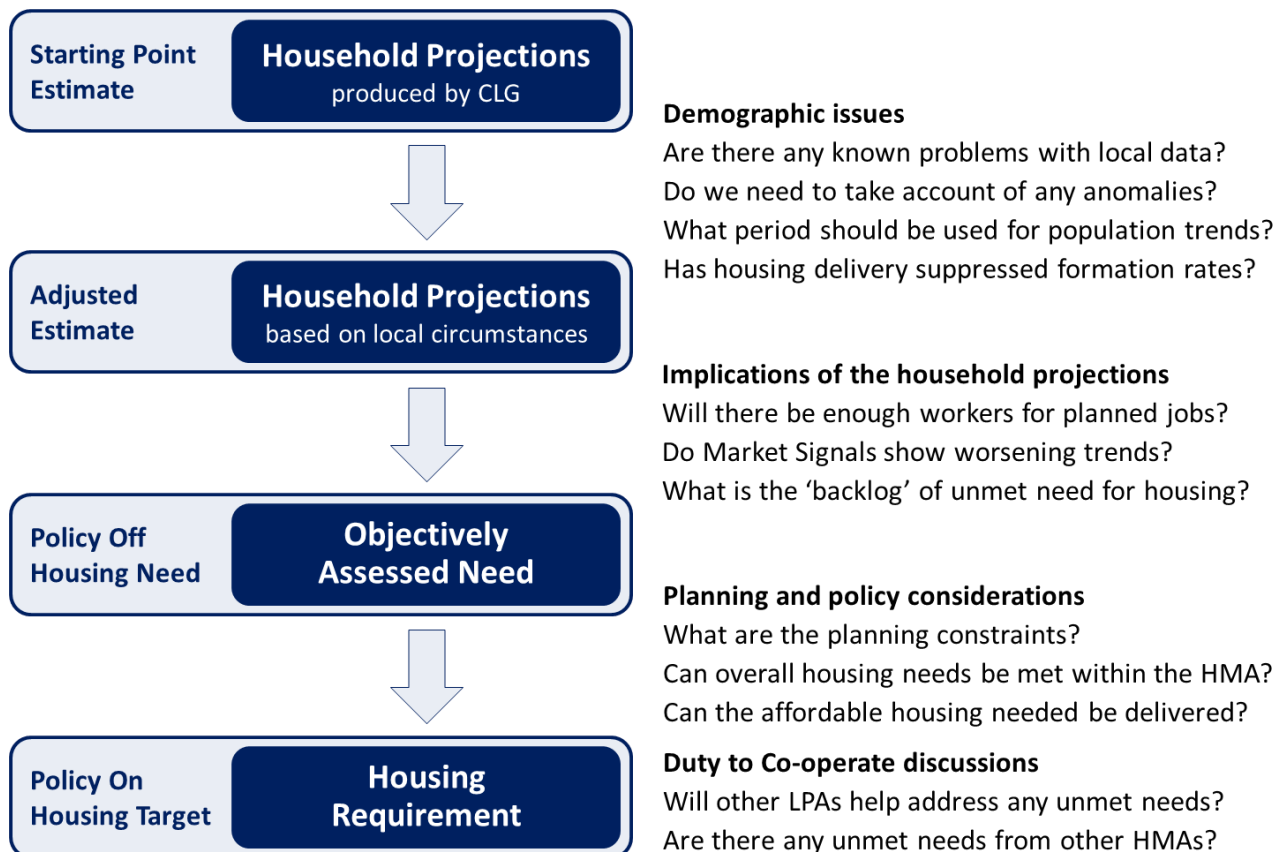 Starting Point
Estimate
Household Projections
produced by CLG
Demographic issues
Are there any known problems with local data?
Do we need to take account of any anomalies?
What period should be used for population trends?
Has housing delivery suppressed formation rates?
Adjusted
Estimate
Household Projections
based on local circumstances
Implications of the household projections
Will there be enough workers for planned jobs?
Do Market Signals show worsening trends?
What is the ‘backlog’ of unmet need for housing?
Policy Off
Housing Need
Objectively
Assessed Need
Planning and policy considerations
What are the planning constraints?
Can overall housing needs be met within the HMA?
Can the affordable housing needed be delivered?
Policy On
Housing Target
Housing
Requirement
Duty to Co-operate discussions
Will other LPAs help address any unmet needs?
Are there any unmet needs from other HMAs?